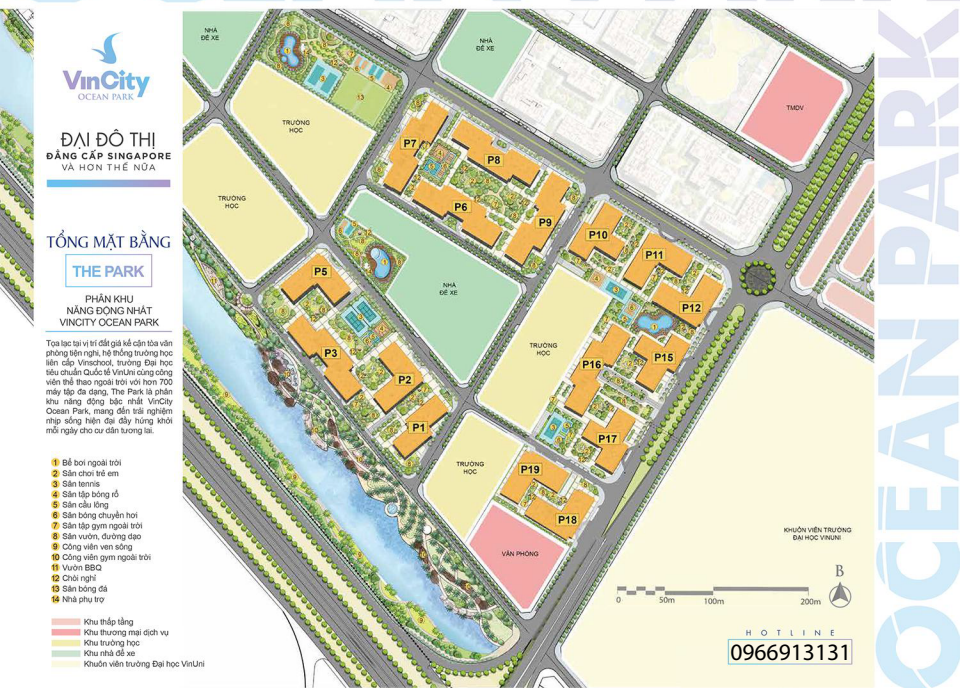 VinCity
OCEAN PARK
ĐẠI ĐÔ THỊ
ĐẲNG CẤP SINGAPORE
VÀ HƠN THẾ NỮA
TỔNG MẶT BẰNG
THE PARK
PHÂN KHU
NĂNG ĐỘNG NHẤT
VINCITY OCEAN PARK
Tọa lạc tại vị trí đắt giá kế cận tòa văn
phòng tiện nghi, hệ thống trường học
liên cấp Vinschool, trường Đại học
tiêu chuẩn Quốc tế VinUni cùng công
viên thể thao ngoài trời với hơn 700
máy tập đa dạng, The Park là phân
khu năng động bậc nhất VinCity
Ocean Park, mang đến trải nghiệm
nhịp sống hiện đại đầy hứng khởi
mỗi ngày cho cư dân tương lai.
1 Bể bơi ngoài trời
2 Sân chơi trẻ em
3 Sân tennis
4 Sân tập bóng rổ
5 Sân cầu lông
6 Sân bóng chuyền hơi
7 Sân tập gym ngoài trời
8 Sân vườn, đường dạo
9 Công viên ven sông
10 Công viên gym ngoài trời
11 Vườn BBQ
12 Chòi nghỉ
13 Sân bóng đá
14 Nhà phụ trợ
Khu thấp tầng
Khu thương mại dịch vụ
Khu trường học
Khu nhà để xe
Khuôn viên trường Đại học VinUni
NHÀ
ĐỂ XE
NHÀ
ĐỂ XE
TMDV
TRƯỜNG
HỌC
TRƯỜNG
HỌC
P7
P8
P6
P9
P10
P11
P12
P5
NHÀ
ĐỂ XE
P3
P2
P1
TRƯỜNG
HỌC
P16
P15
P17
TRƯỜNG
HỌC
P19
P18
VĂN PHÒNG
KHUÔN VIÊN TRƯỜNG
ĐẠI HỌC VINUNI
B
0 50m 100m 200m
HOTLINE
0966913131
OCEAN PARK